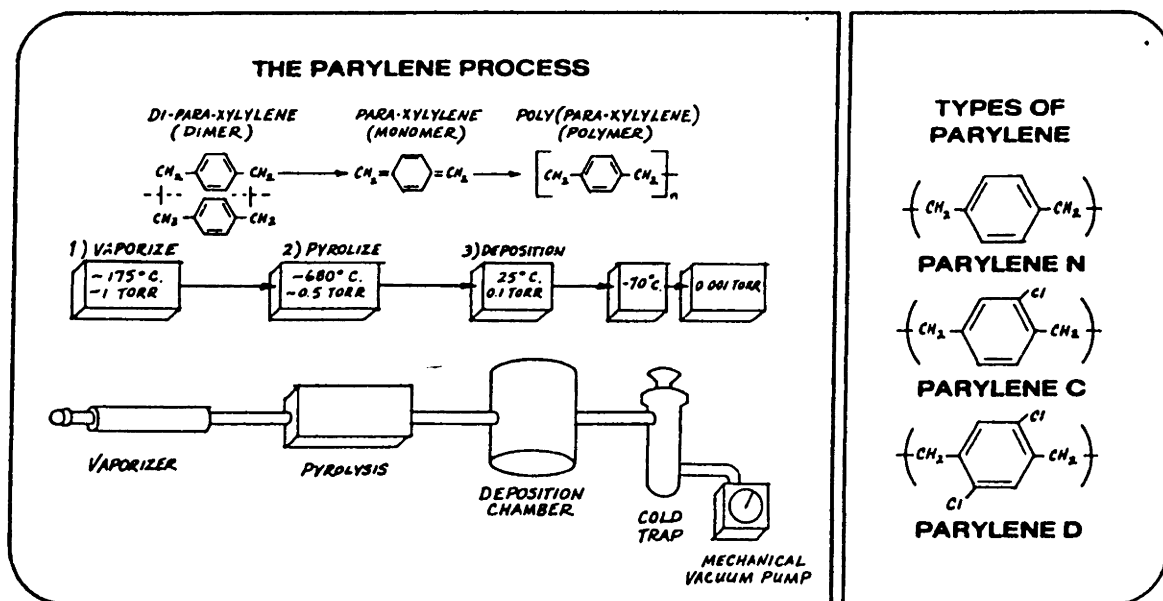 THE PARYLENE PROCESS
DI-PARA-XYLYLENE
(DIMER)
PARA-XYLYLENE
(MONOMER)
POLY(PARA-XYLYLENE)
(POLYMER)
CH₂ CH₂
CH₂ CH₂
CH₂ = = CH₂
[CH₂ CH₂]n
1) VAPORIZE
~175°C.
~1 TORR
2) PYROLIZE
~680°C.
~0.5 TORR
3) DEPOSITION
25°C.
0.1 TORR
-70°C.
0.001 TORR
VAPORIZER
PYROLYSIS
DEPOSITION
CHAMBER
COLD
TRAP
MECHANICAL
VACUUM PUMP
TYPES OF
PARYLENE
(CH₂ CH₂)
PARYLENE N
Cl
(CH₂ CH₂)
PARYLENE C
Cl
(CH₂ CH₂)
Cl
PARYLENE D